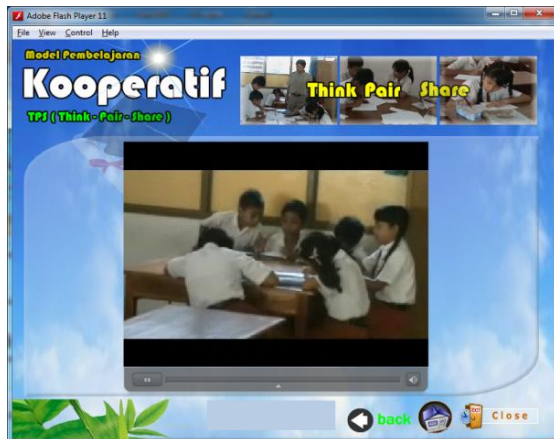 Adobe Flash Player 11
File View Control Help
Model Pembelajaran
Kooperatif
TPS ( Think - Pair - Share )
Think Pair Share
back
Close